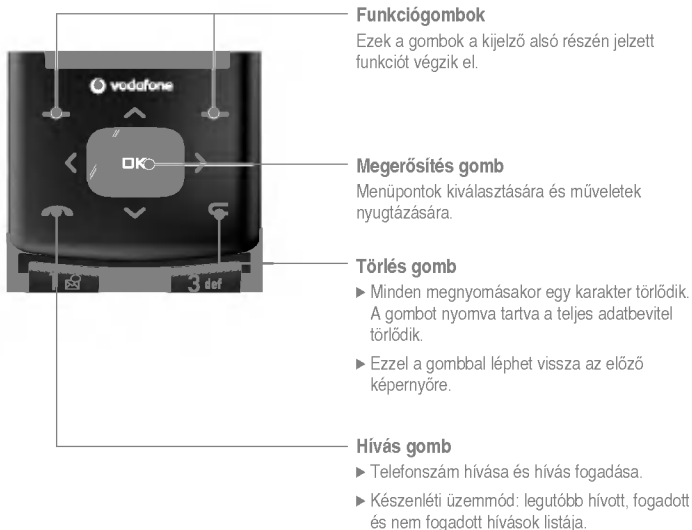 Funkciógombok
Ezek a gombok a kijelző alsó részén jelzett
funkciót végzik el.
vodafone
OK
Megerősítés gomb
Menüpontok kiválasztására és műveletek
nyugtázására.
1
3 def
Törlés gomb
▶ Minden megnyomásakor egy karakter törlődik.
A gombot nyomva tartva a teljes adatbevitel
törlődik.
▶ Ezzel a gombbal léphet vissza az előző
képernyőre.
Hívás gomb
▶ Telefonszám hívása és hívás fogadása.
▶ Készenléti üzemmód: legutóbb hívott, fogadott
és nem fogadott hívások listája.